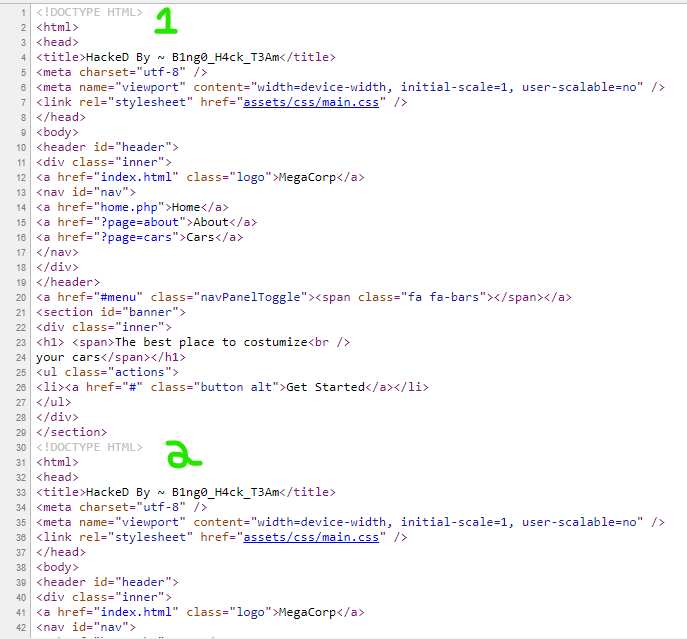 1 <!DOCTYPE HTML> 1
2 <html>
3 <head>
4 <title>HackeD By ~ B1ng0_H4ck_T3Am</title>
5 <meta charset="utf-8" />
6 <meta name="viewport" content="width=device-width, initial-scale=1, user-scalable=no" />
7 <link rel="stylesheet" href="assets/css/main.css" />
8 </head>
9 <body>
10 <header id="header">
11 <div class="inner">
12 <a href="index.html" class="logo">MegaCorp</a>
13 <nav id="nav">
14 <a href="home.php">Home</a>
15 <a href="?page=about">About</a>
16 <a href="?page=cars">Cars</a>
17 </nav>
18 </div>
19 </header>
20 <a href="#menu" class="navPanelToggle"><span class="fa fa-bars"></span></a>
21 <section id="banner">
22 <div class="inner">
23 <h1> <span>The best place to costumize<br />
24 your cars</span></h1>
25 <ul class="actions">
26 <li><a href="#" class="button alt">Get Started</a></li>
27 </ul>
28 </div>
29 </section>
30 <!DOCTYPE HTML> 2
31 <html>
32 <head>
33 <title>HackeD By ~ B1ng0_H4ck_T3Am</title>
34 <meta charset="utf-8" />
35 <meta name="viewport" content="width=device-width, initial-scale=1, user-scalable=no" />
36 <link rel="stylesheet" href="assets/css/main.css" />
37 </head>
38 <body>
39 <header id="header">
40 <div class="inner">
41 <a href="index.html" class="logo">MegaCorp</a>
42 <nav id="nav">